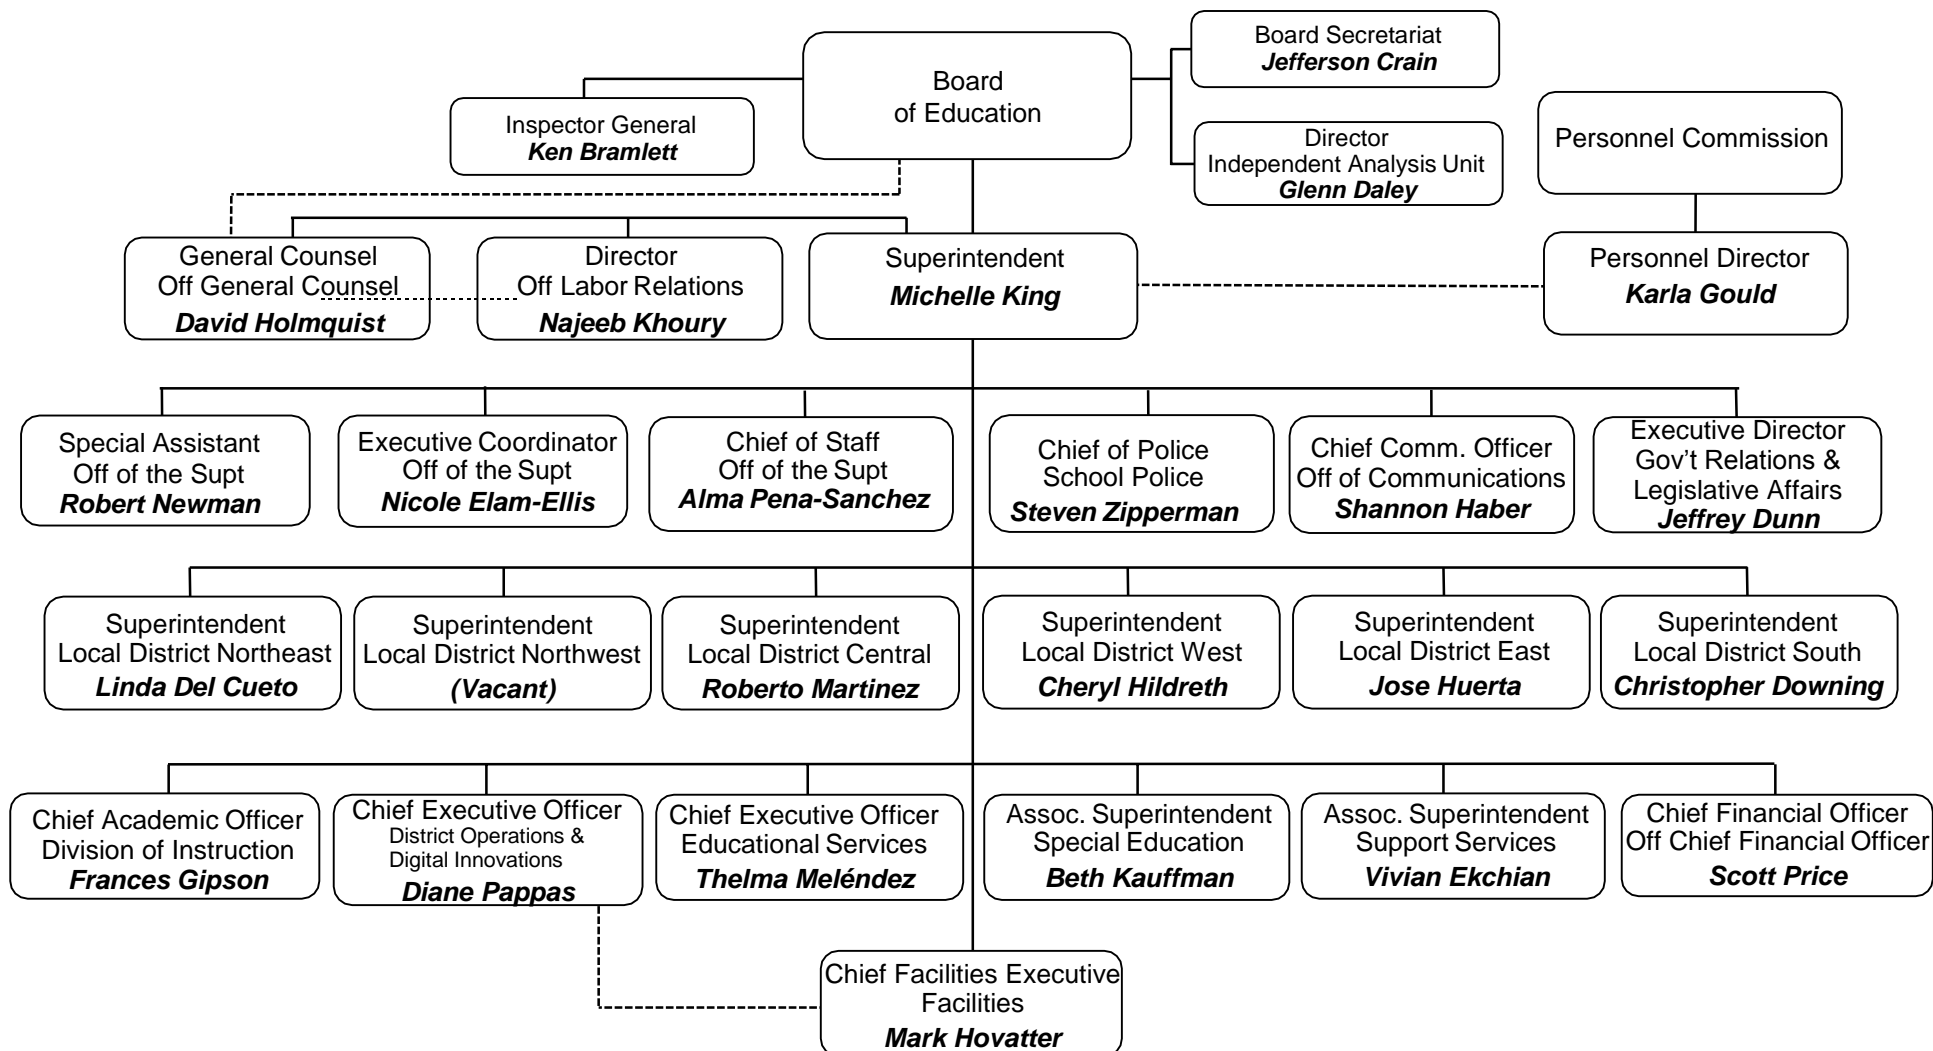 Board Secretariat
Jefferson Crain
Board
of Education
Inspector General
Ken Bramlett
Director
Independent Analysis Unit
Glenn Daley
Personnel Commission
General Counsel
Off General Counsel
David Holmquist
Director
Off Labor Relations
Najeeb Khoury
Superintendent
Michelle King
Personnel Director
Karla Gould
Special Assistant
Off of the Supt
Robert Newman
Executive Coordinator
Off of the Supt
Nicole Elam-Ellis
Chief of Staff
Off of the Supt
Alma Pena-Sanchez
Chief of Police
School Police
Steven Zipperman
Chief Comm. Officer
Off of Communications
Shannon Haber
Executive Director
Gov’t Relations &
Legislative Affairs
Jeffrey Dunn
Superintendent
Local District Northeast
Linda Del Cueto
Superintendent
Local District Northwest
(Vacant)
Superintendent
Local District Central
Roberto Martinez
Superintendent
Local District West
Cheryl Hildreth
Superintendent
Local District East
Jose Huerta
Superintendent
Local District South
Christopher Downing
Chief Academic Officer
Division of Instruction
Frances Gipson
Chief Executive Officer
District Operations &
Digital Innovations
Diane Pappas
Chief Executive Officer
Educational Services
Thelma Meléndez
Assoc. Superintendent
Special Education
Beth Kauffman
Assoc. Superintendent
Support Services
Vivian Ekchian
Chief Financial Officer
Off Chief Financial Officer
Scott Price
Chief Facilities Executive
Facilities
Mark Hovatter